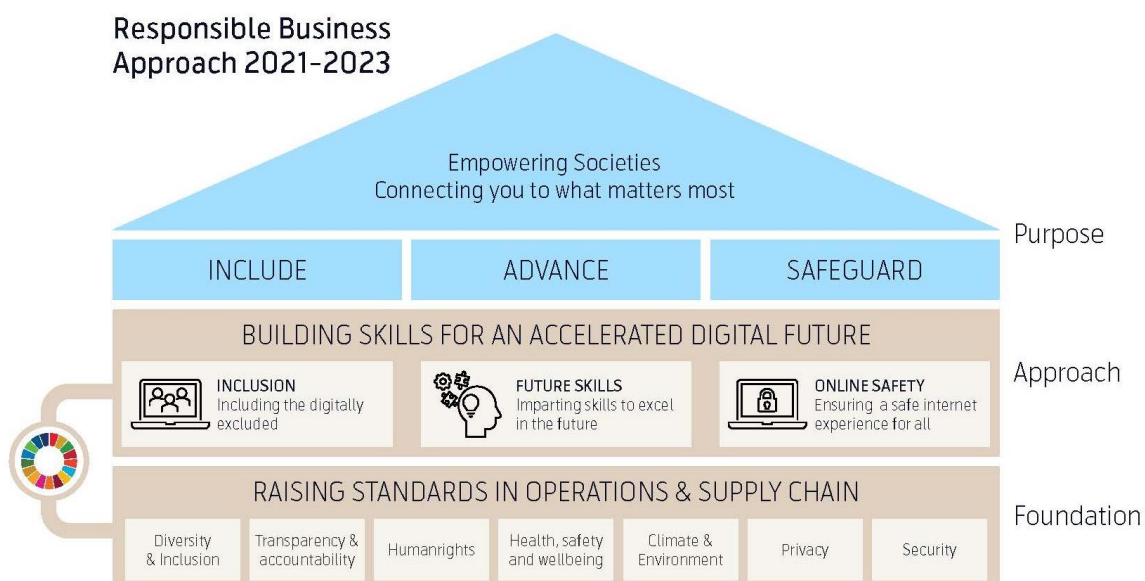 Responsible Business
Approach 2021-2023
Empowering Societies
Connecting you to what matters most
Purpose
INCLUDE
ADVANCE
SAFEGUARD
BUILDING SKILLS FOR AN ACCELERATED DIGITAL FUTURE
Approach
INCLUSION
Including the digitally
excluded
FUTURE SKILLS
Imparting skills to excel
in the future
ONLINE SAFETY
Ensuring a safe internet
experience for all
RAISING STANDARDS IN OPERATIONS & SUPPLY CHAIN
Foundation
Diversity
& Inclusion
Transparency &
accountability
Humanrights
Health, safety
and wellbeing
Climate &
Environment
Privacy
Security